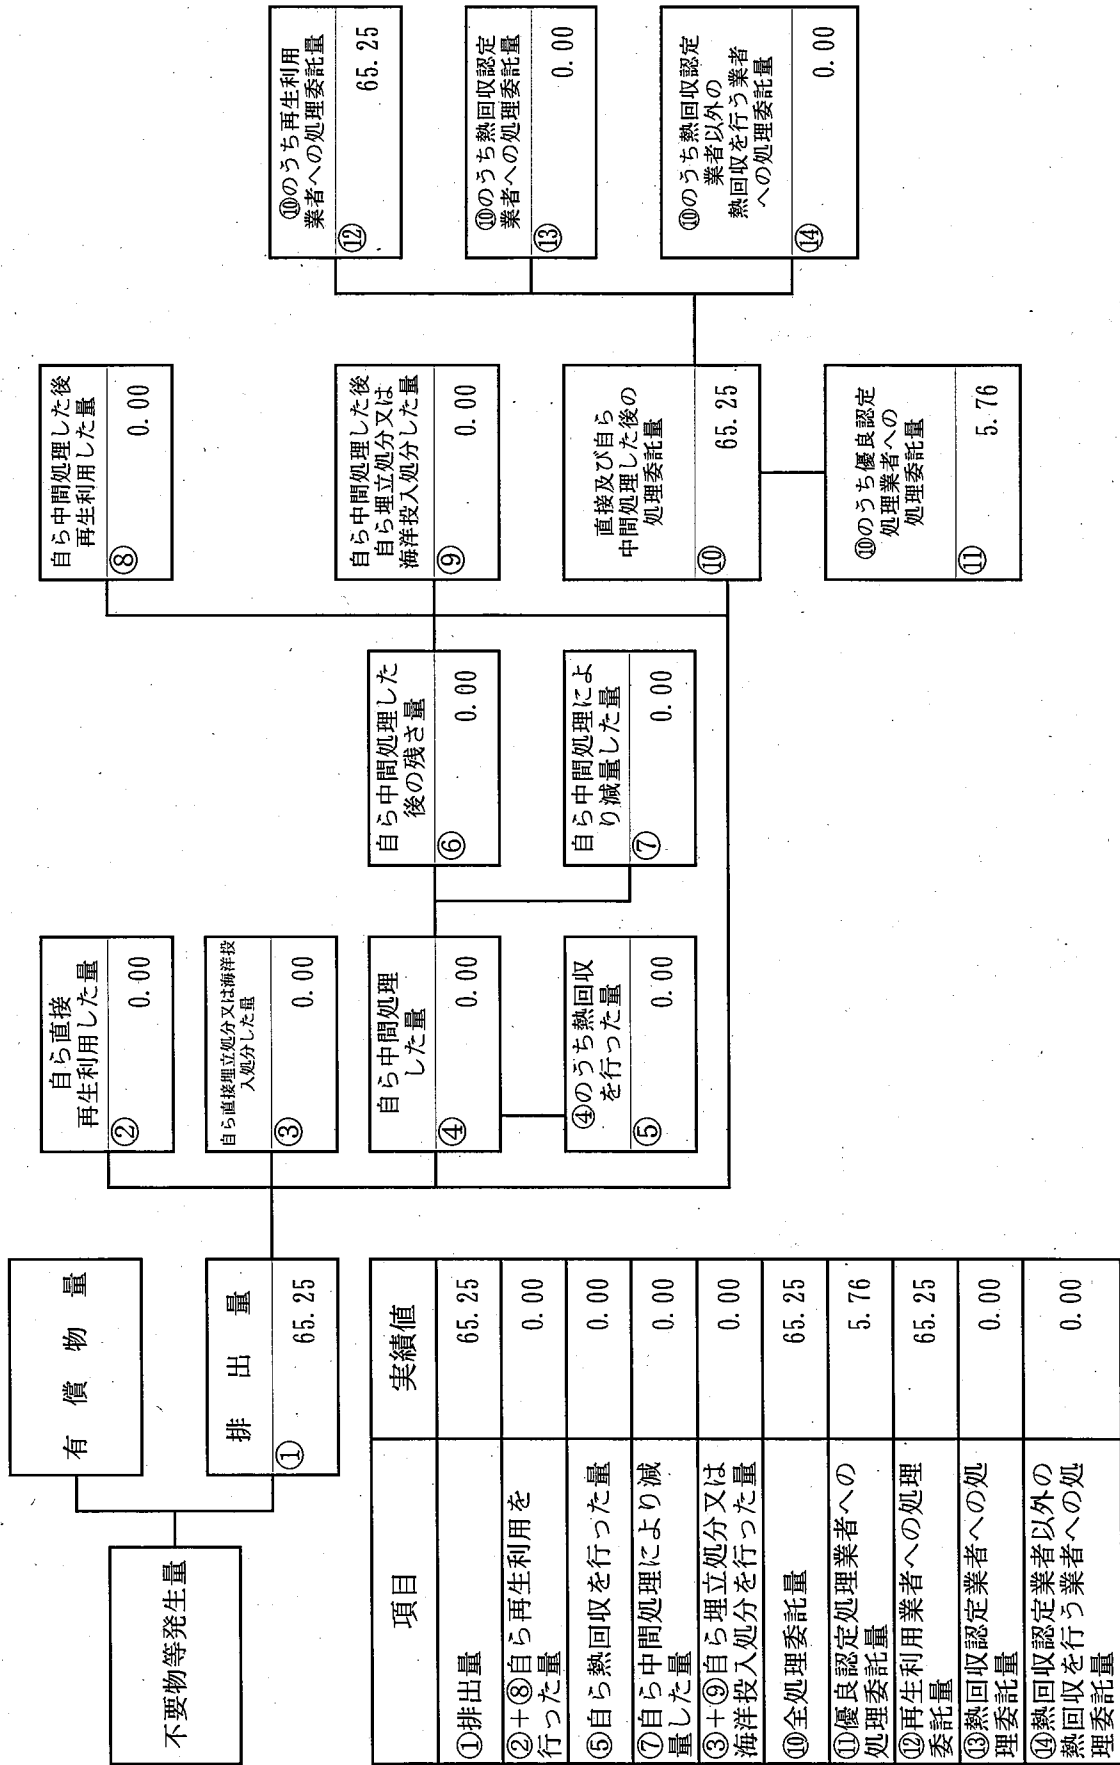 不要物等発生量
有償物量
排出量
① 65.25
自ら直接
再生利用した量
② 0.00
自ら直接埋立処分又は海洋投
入処分した量
③ 0.00
自ら中間処理
した量
④ 0.00
④のうち熱回収
を行った量
⑤ 0.00
自ら中間処理した
後の残さ量
⑥ 0.00
自ら中間処理によ
り減量した量
⑦ 0.00
自ら中間処理した後
再生利用した量
⑧ 0.00
自ら中間処理した後
自ら埋立処分又は
海洋投入処分した量
⑨ 0.00
直接及び自ら
中間処理した後の
処理委託量
⑩ 65.25
⑩のうち優良認定
処理業者への
処理委託量
⑪ 5.76
⑩のうち再生利用
業者への処理委託量
⑫ 65.25
⑩のうち熱回収認定
業者への処理委託量
⑬ 0.00
⑩のうち熱回収認定
業者以外の
熱回収を行う業者
への処理委託量
⑭ 0.00
項目 実績値
①排出量 65.25
②+⑧自ら再生利用を
行った量 0.00
⑤自ら熱回収を行った量 0.00
⑦自ら中間処理により減
量した量 0.00
③+⑨自ら埋立処分又は
海洋投入処分を行った量 0.00
⑩全処理委託量 65.25
⑪優良認定処理業者への
処理委託量 5.76
⑫再生利用業者への処理
委託量 65.25
⑬熱回収認定業者への処
理委託量 0.00
⑭熱回収認定業者以外の
熱回収を行う業者への処
理委託量 0.00